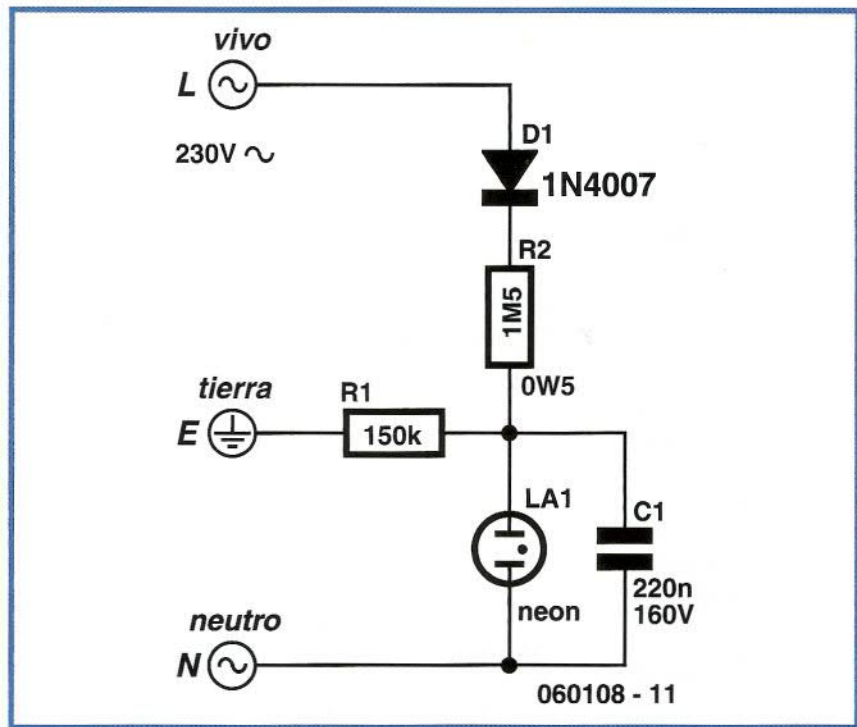 vivo
L
230V ~
D1
1N4007
R2
1M5
0W5
tierra
E
R1
150k
LA1
neon
C1
220n
160V
neutro
N
060108 - 11